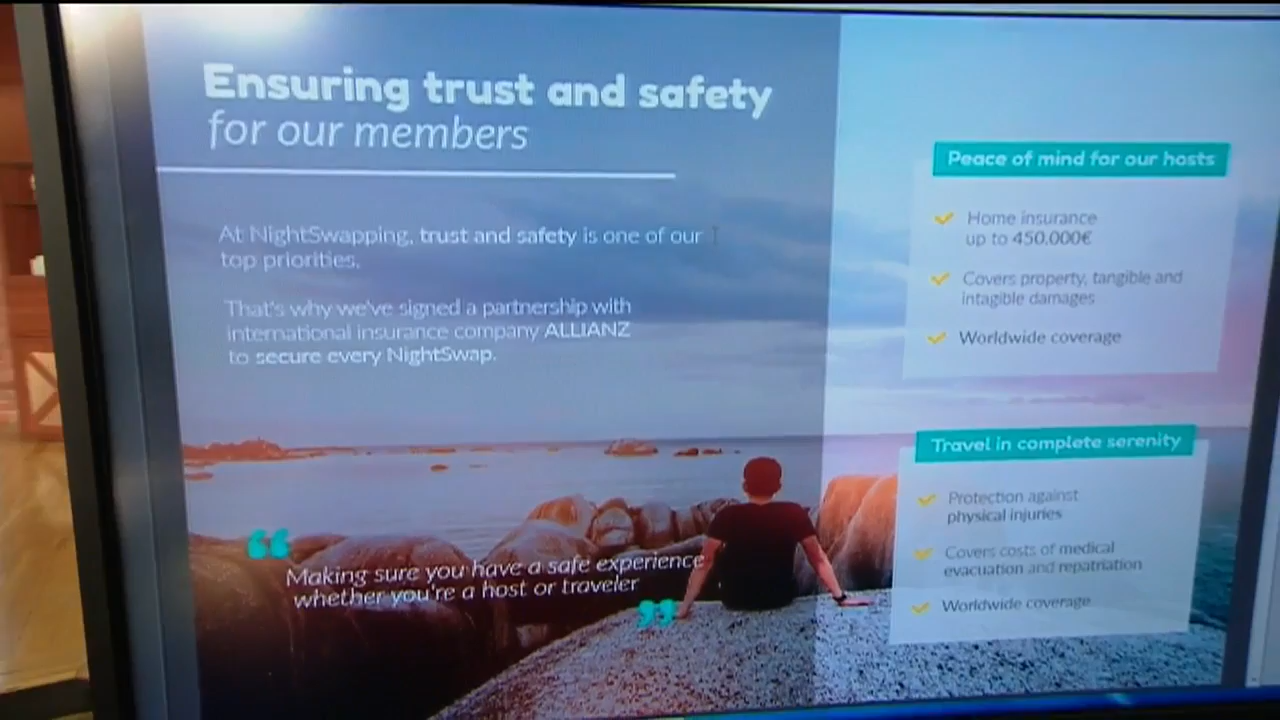 Ensuring trust and safety
for our members
At NightSwapping, trust and safety is one of our
top priorities.
That's why we've signed a partnership with
international insurance company ALLIANZ
to secure every NightSwap.
“
Making sure you have a safe experience
whether you're a host or traveler
”
Peace of mind for our hosts
Home insurance
up to 450.000€
Covers property, tangible and
intagible damages
Worldwide coverage
Travel in complete serenity
Protection against
physical injuries
Covers costs of medical
evacuation and repatriation
Worldwide coverage